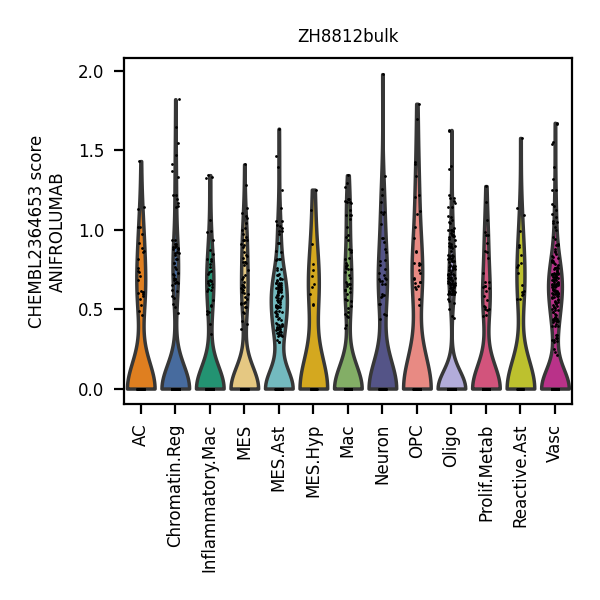 ZH8812bulk
CHEMBL2364653 score
ANIFROLUMAB
2.0
1.5
1.0
0.5
0.0
AC
Chromatin.Reg
Inflammatory.Mac
MES
MES.Ast
MES.Hyp
Mac
Neuron
OPC
Oligo
Prolif.Metab
Reactive.Ast
Vasc